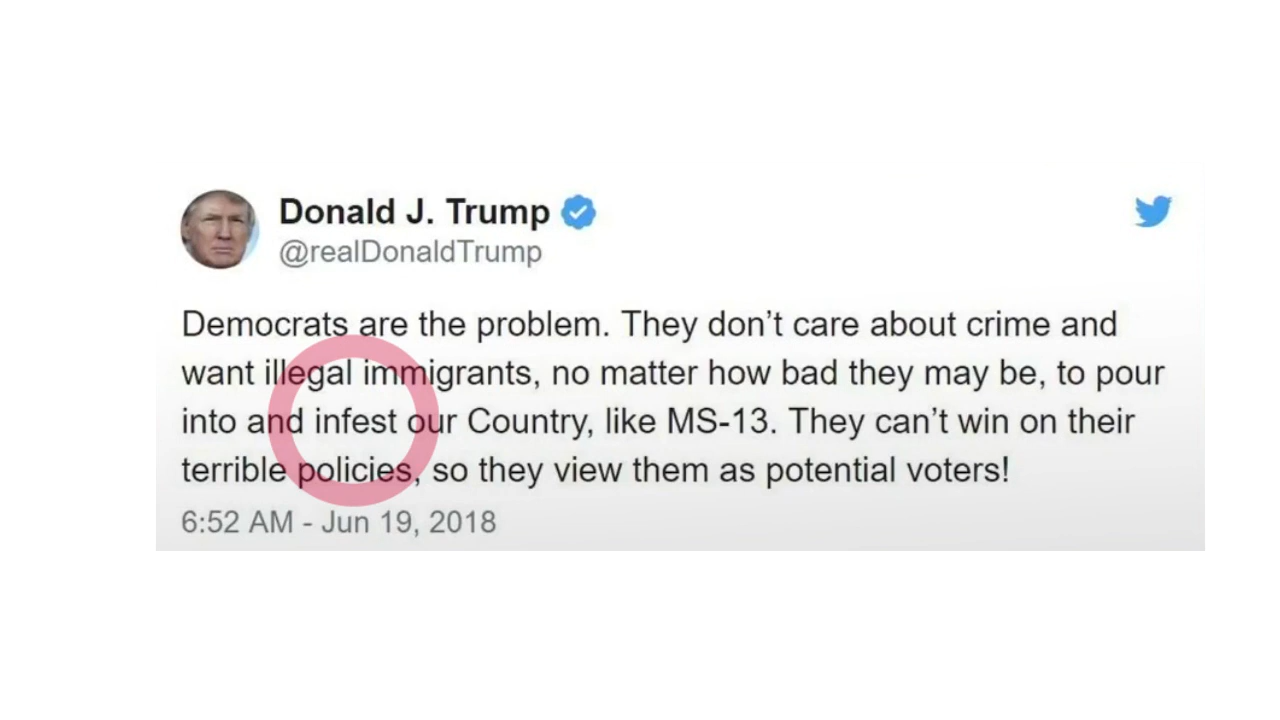 Donald J. Trump
@realDonaldTrump
Democrats are the problem. They don’t care about crime and
want illegal immigrants, no matter how bad they may be, to pour
into and infest our Country, like MS-13. They can’t win on their
terrible policies, so they view them as potential voters!
6:52 AM - Jun 19, 2018